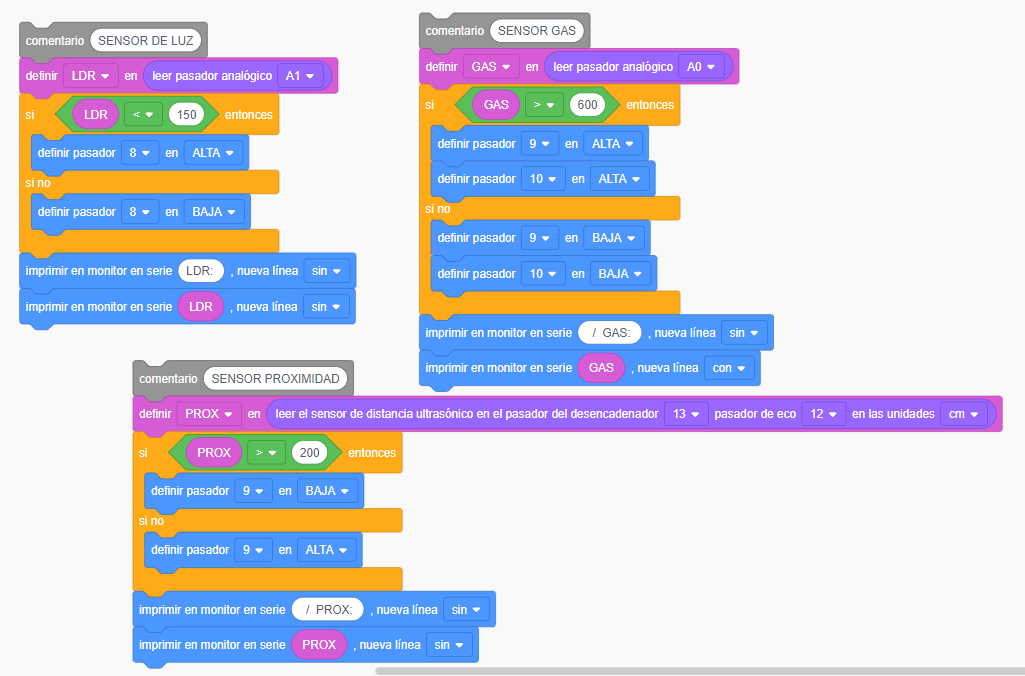 comentario SENSOR DE LUZ
definir LDR en leer pasador analógico A1
si LDR < 150 entonces
definir pasador 8 en ALTA
si no
definir pasador 8 en BAJA
imprimir en monitor en serie LDR: , nueva línea sin
imprimir en monitor en serie LDR , nueva línea sin
comentario SENSOR GAS
definir GAS en leer pasador analógico A0
si GAS > 600 entonces
definir pasador 9 en ALTA
definir pasador 10 en ALTA
si no
definir pasador 9 en BAJA
definir pasador 10 en BAJA
imprimir en monitor en serie / GAS: , nueva línea sin
imprimir en monitor en serie GAS , nueva línea con
comentario SENSOR PROXIMIDAD
definir PROX en leer el sensor de distancia ultrasónico en el pasador del desencadenador 13 pasador de eco 12 en las unidades cm
si PROX > 200 entonces
definir pasador 9 en BAJA
si no
definir pasador 9 en ALTA
imprimir en monitor en serie / PROX: , nueva línea sin
imprimir en monitor en serie PROX , nueva línea sin